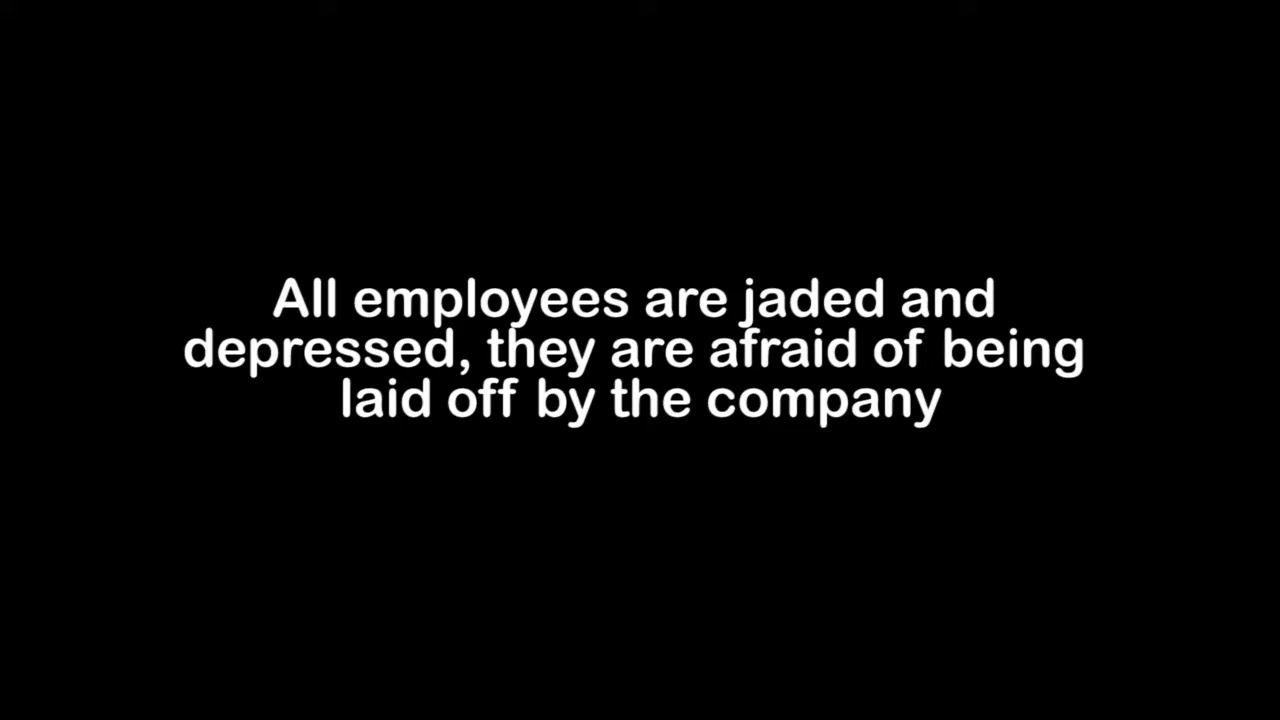 All employees are jaded and
depressed, they are afraid of being
laid off by the company